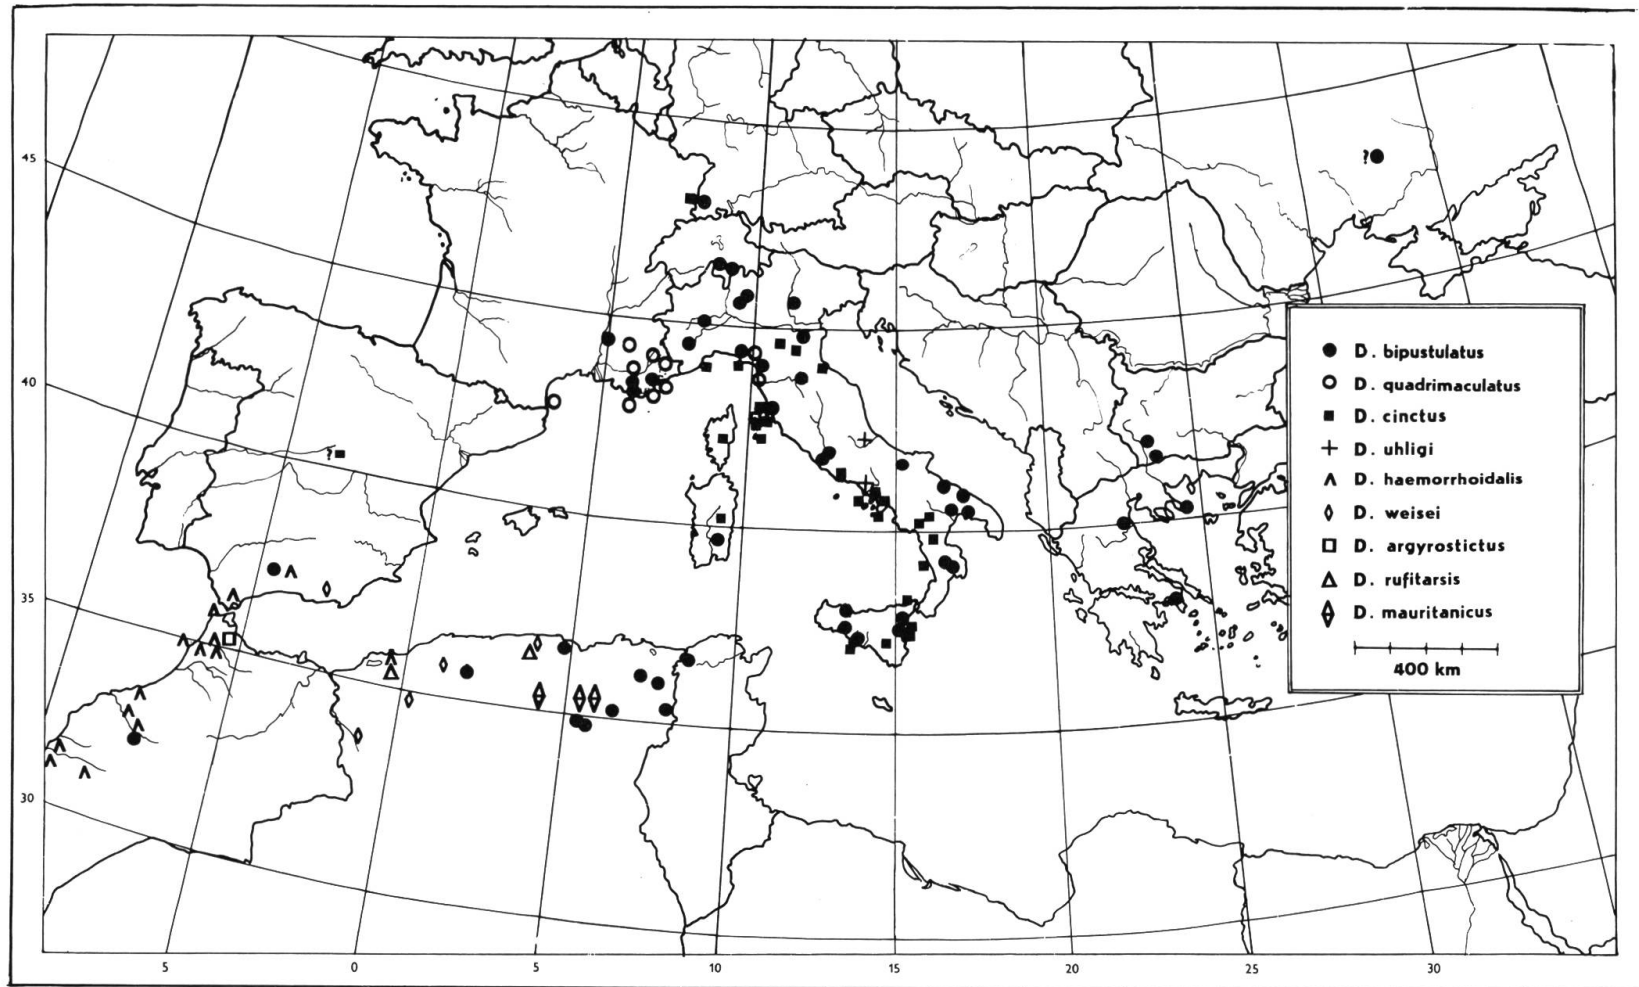 45
?
40
?
35
30
D. bipustulatus
D. quadrimaculatus
D. cinctus
D. uhligi
D. haemorrhoidalis
D. weisei
D. argyrostictus
D. rufitarsis
D. mauritanicus
400 km
5 0 5 10 15 20 25 30